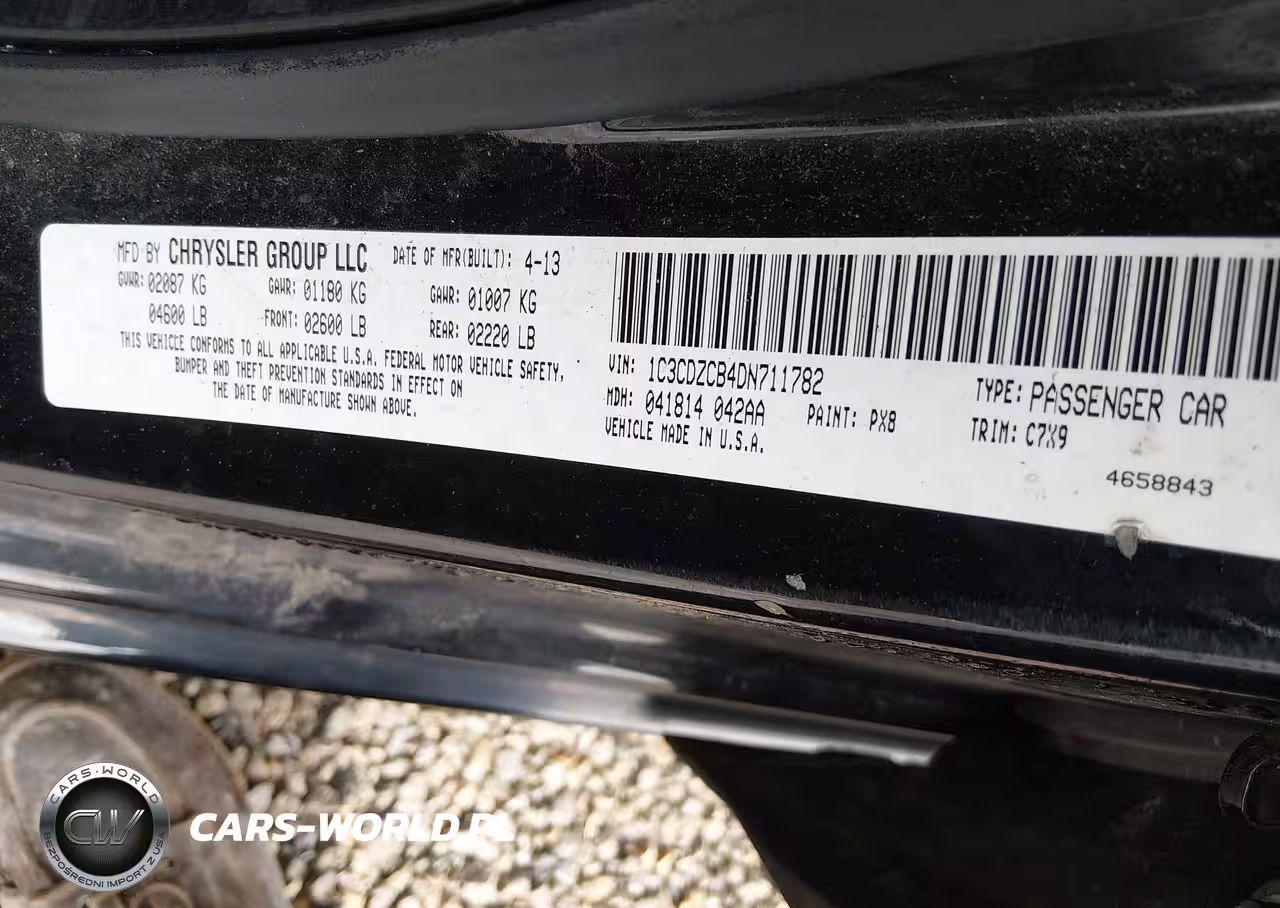 MFD BY CHRYSLER GROUP LLC DATE OF MFR(BUILT): 4-13
GVWR: 02087 KG GAWR: 01180 KG GAWR: 01007 KG
04600 LB FRONT: 02600 LB REAR: 02220 LB
THIS VEHICLE CONFORMS TO ALL APPLICABLE U.S.A. FEDERAL MOTOR VEHICLE SAFETY,
BUMPER AND THEFT PREVENTION STANDARDS IN EFFECT ON
THE DATE OF MANUFACTURE SHOWN ABOVE.
VIN: 1C3CDZCB4DN711782 TYPE: PASSENGER CAR
MDH: 041814 042AA PAINT: PX8 TRIM: C7X9
VEHICLE MADE IN U.S.A.
4658843
CARS-WORLD
CW
BEZPOŚREDNI IMPORT Z USA
CARS-WORLD.PL